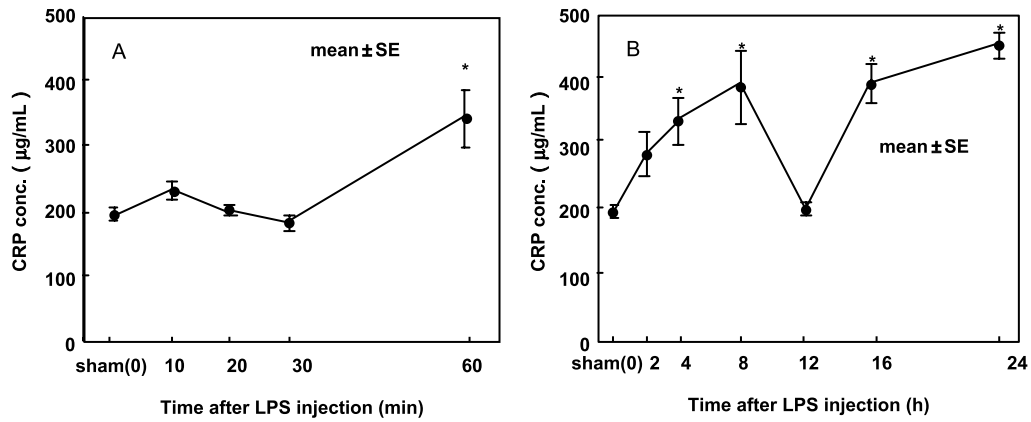 A
mean±SE
*
CRP conc. ( µg/mL )
500
400
300
200
100
0
sham(0) 10 20 30 60
Time after LPS injection (min)
B
*
*
*
*
mean±SE
CRP conc. ( µg/mL )
500
400
300
200
100
0
sham(0) 2 4 8 12 16 24
Time after LPS injection (h)